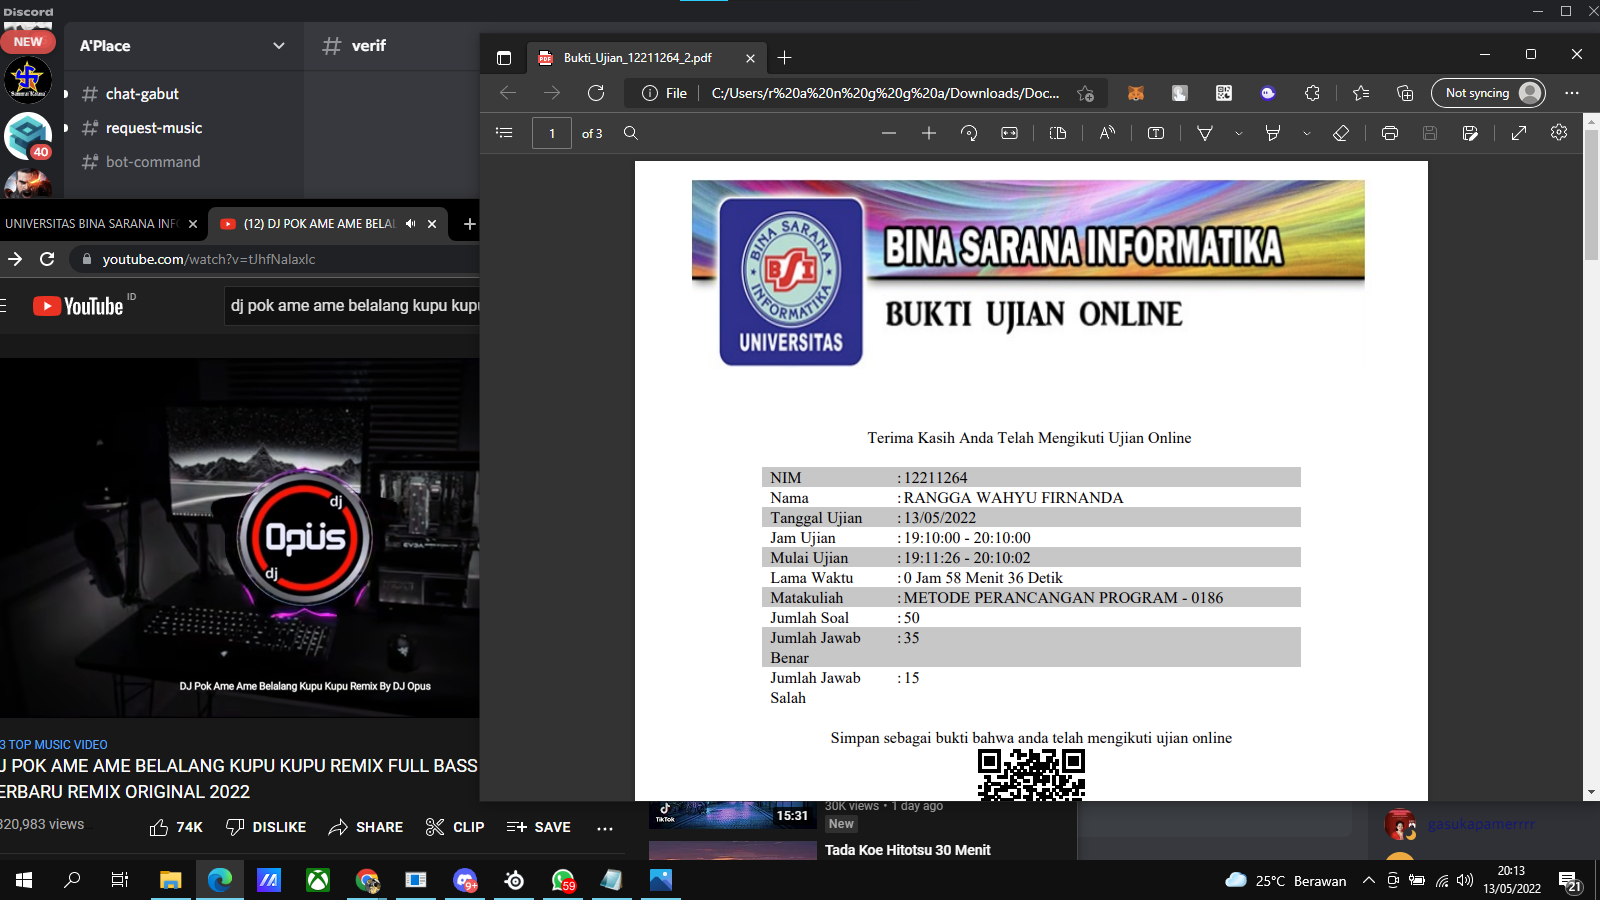 Discord
NEW
A'Place
# verif
# chat-gabut
# request-music
# bot-command
40
Bukti_Ujian_12211264_2.pdf
File
C:/Users/r%20a%20n%20g%20g%20a/Downloads/Doc...
Not syncing
1 of 3
UNIVERSITAS BINA SARANA INF
(12) DJ POK AME AME BELAL
youtube.com/watch?v=tJhfNalaxlc
YouTube ID
dj pok ame ame belalang kupu kupu
BINA SARANA
BSI
INFORMATIKA
UNIVERSITAS
BINA SARANA INFORMATIKA
BUKTI UJIAN ONLINE
Terima Kasih Anda Telah Mengikuti Ujian Online
NIM : 12211264
Nama : RANGGA WAHYU FIRNANDA
Tanggal Ujian : 13/05/2022
Jam Ujian : 19:10:00 - 20:10:00
Mulai Ujian : 19:11:26 - 20:10:02
Lama Waktu : 0 Jam 58 Menit 36 Detik
Matakuliah : METODE PERANCANGAN PROGRAM - 0186
Jumlah Soal : 50
Jumlah Jawab : 35
Benar
Jumlah Jawab : 15
Salah
Simpan sebagai bukti bahwa anda telah mengikuti ujian online
dj
Opüs
dj
EVGA
DJ Pok Ame Ame Belalang Kupu Kupu Remix By DJ Opus
3 TOP MUSIC VIDEO
J POK AME AME BELALANG KUPU KUPU REMIX FULL BASS
ERBARU REMIX ORIGINAL 2022
320,983 views
74K
DISLIKE
SHARE
CLIP
SAVE
TikTok
15:31
30K views • 1 day ago
New
Tada Koe Hitotsu 30 Menit
gasukapamerrrr
9+
59
25°C Berawan
20:13
13/05/2022
21